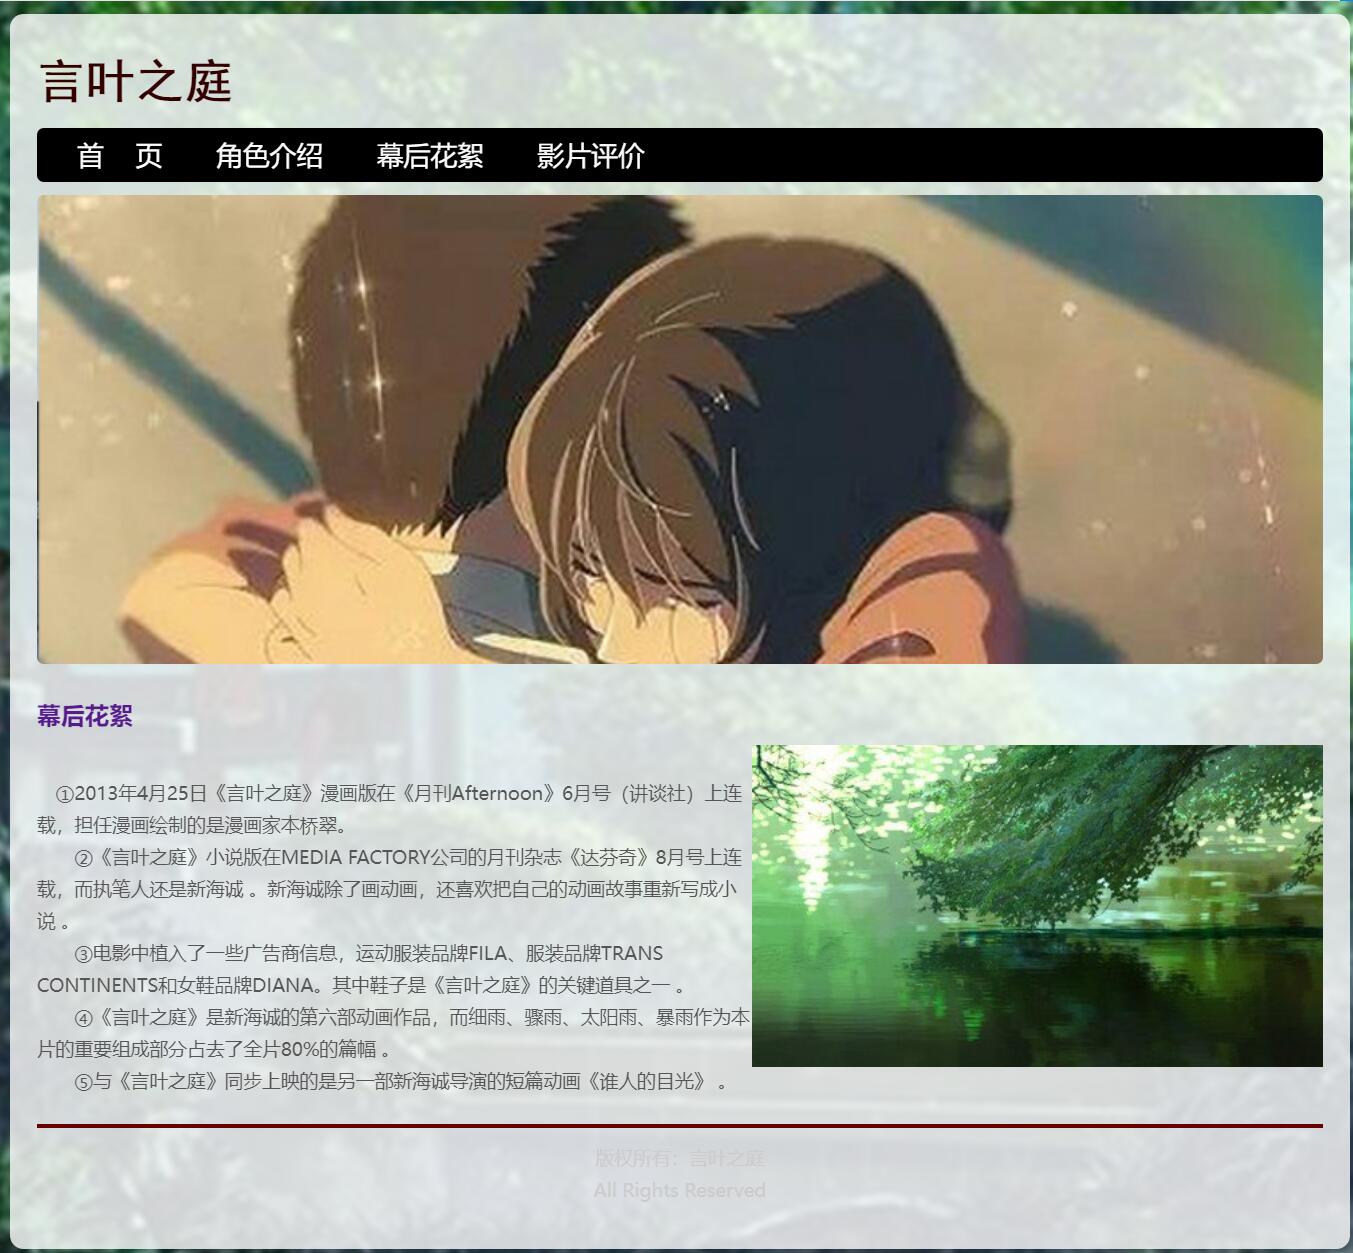 言叶之庭
首 页 角色介绍 幕后花絮 影片评价
幕后花絮
①2013年4月25日《言叶之庭》漫画版在《月刊Afternoon》6月号（讲谈社）上连
载，担任漫画绘制的是漫画家本桥翠。
②《言叶之庭》小说版在MEDIA FACTORY公司的月刊杂志《达芬奇》8月号上连
载，而执笔人还是新海诚 。新海诚除了画动画，还喜欢把自己的动画故事重新写成小
说 。
③电影中植入了一些广告商信息，运动服装品牌FILA、服装品牌TRANS
CONTINENTS和女鞋品牌DIANA。其中鞋子是《言叶之庭》的关键道具之一 。
④《言叶之庭》是新海诚的第六部动画作品，而细雨、骤雨、太阳雨、暴雨作为本
片的重要组成部分占去了全片80%的篇幅 。
⑤与《言叶之庭》同步上映的是另一部新海诚导演的短篇动画《谁人的目光》 。
版权所有：言叶之庭
All Rights Reserved